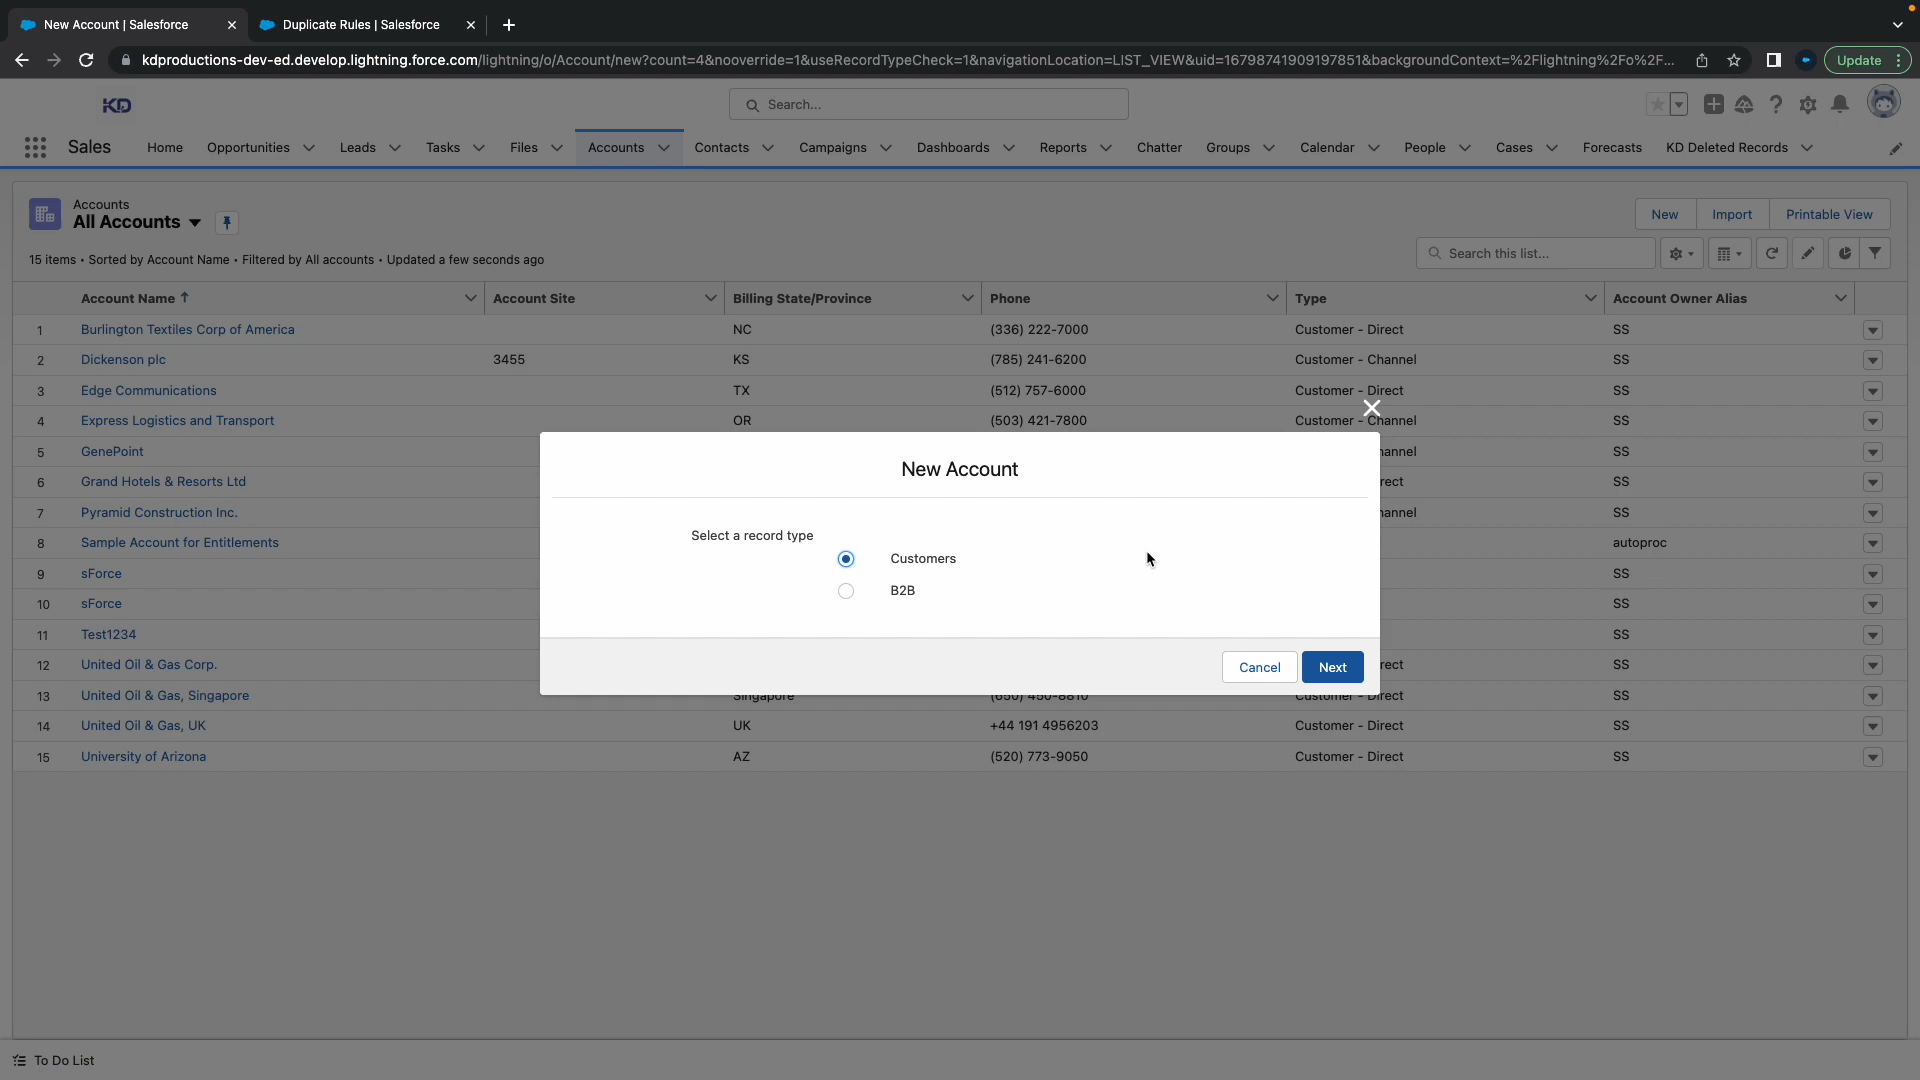 New Account | Salesforce
Duplicate Rules | Salesforce
kdproductions-dev-ed.develop.lightning.force.com/lightning/o/Account/new?count=4&nooverride=1&useRecordTypeCheck=1&navigationLocation=LIST_VIEW&uid=16798741909197851&backgroundContext=%2Flightning%2Fo%2F...
Update
KD
Search...
Sales
Home
Opportunities
Leads
Tasks
Files
Accounts
Contacts
Campaigns
Dashboards
Reports
Chatter
Groups
Calendar
People
Cases
Forecasts
KD Deleted Records
Accounts
All Accounts
New
Import
Printable View
15 items • Sorted by Account Name • Filtered by All accounts • Updated a few seconds ago
Search this list...
Account Name ↑ Account Site Billing State/Province Phone Type Account Owner Alias
1 Burlington Textiles Corp of America NC (336) 222-7000 Customer - Direct SS
2 Dickenson plc 3455 KS (785) 241-6200 Customer - Channel SS
3 Edge Communications TX (512) 757-6000 Customer - Direct SS
4 Express Logistics and Transport OR (503) 421-7800 Customer - Channel SS
5 GenePoint hannel SS
6 Grand Hotels & Resorts Ltd rect SS
7 Pyramid Construction Inc. hannel SS
8 Sample Account for Entitlements autoproc
9 sForce SS
10 sForce SS
11 Test1234 SS
12 United Oil & Gas Corp. rect SS
13 United Oil & Gas, Singapore Singapore (650) 450-8810 Customer - Direct SS
14 United Oil & Gas, UK UK +44 191 4956203 Customer - Direct SS
15 University of Arizona AZ (520) 773-9050 Customer - Direct SS
New Account
Select a record type
Customers
B2B
Cancel
Next
To Do List